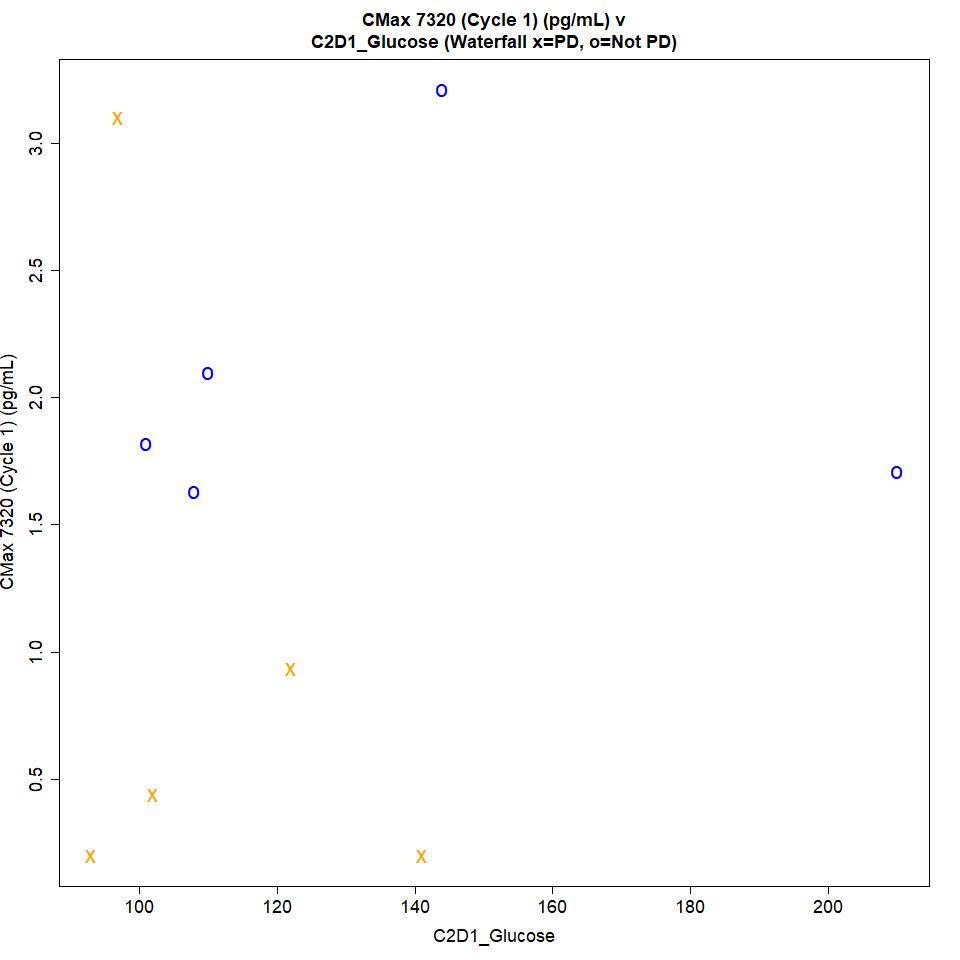 CMax 7320 (Cycle 1) (pg/mL) v
C2D1_Glucose (Waterfall x=PD, o=Not PD)
CMax 7320 (Cycle 1) (pg/mL)
3.0
2.5
2.0
1.5
1.0
0.5
X
O
O
O
O
O
X
X
X
X
100 120 140 160 180 200
C2D1_Glucose